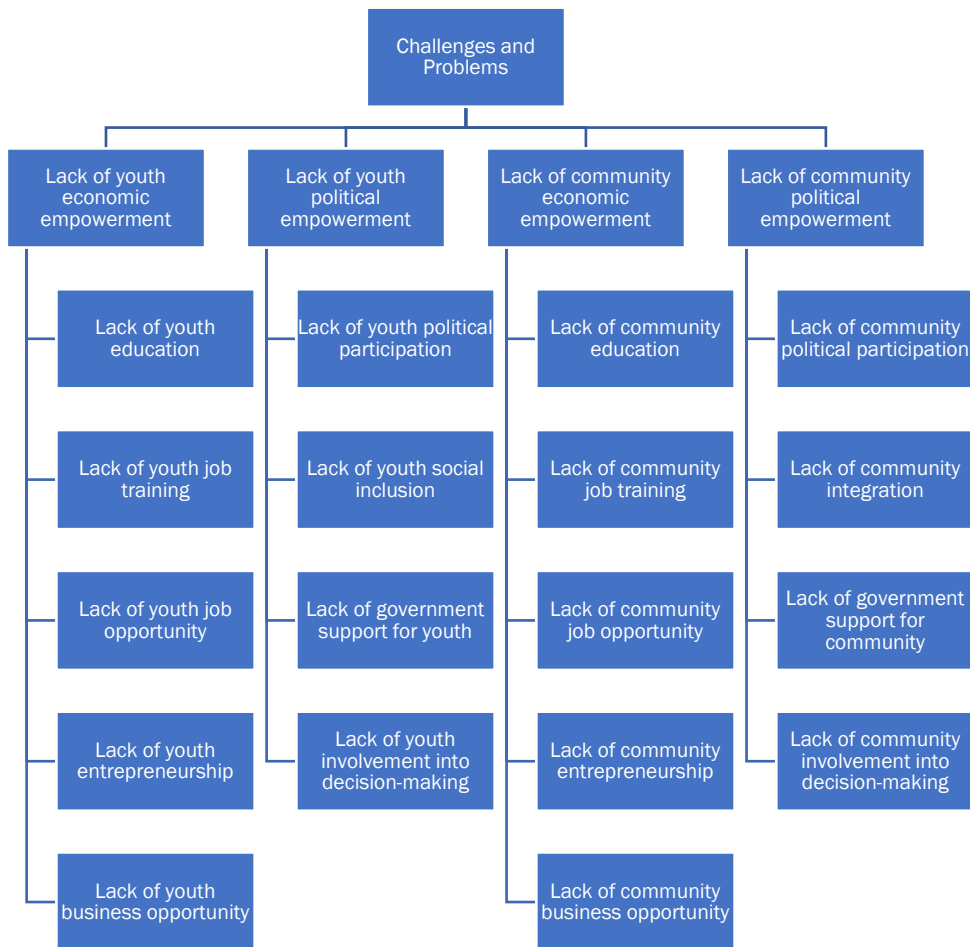 Challenges and
Problems
Lack of youth
economic
empowerment
Lack of youth
education
Lack of youth job
training
Lack of youth job
opportunity
Lack of youth
entrepreneurship
Lack of youth
business opportunity
Lack of youth
political
empowerment
Lack of youth political
participation
Lack of youth social
inclusion
Lack of government
support for youth
Lack of youth
involvement into
decision-making
Lack of community
economic
empowerment
Lack of community
education
Lack of community
job training
Lack of community
job opportunity
Lack of community
entrepreneurship
Lack of community
business opportunity
Lack of community
political
empowerment
Lack of community
political participation
Lack of community
integration
Lack of government
support for
community
Lack of community
involvement into
decision-making